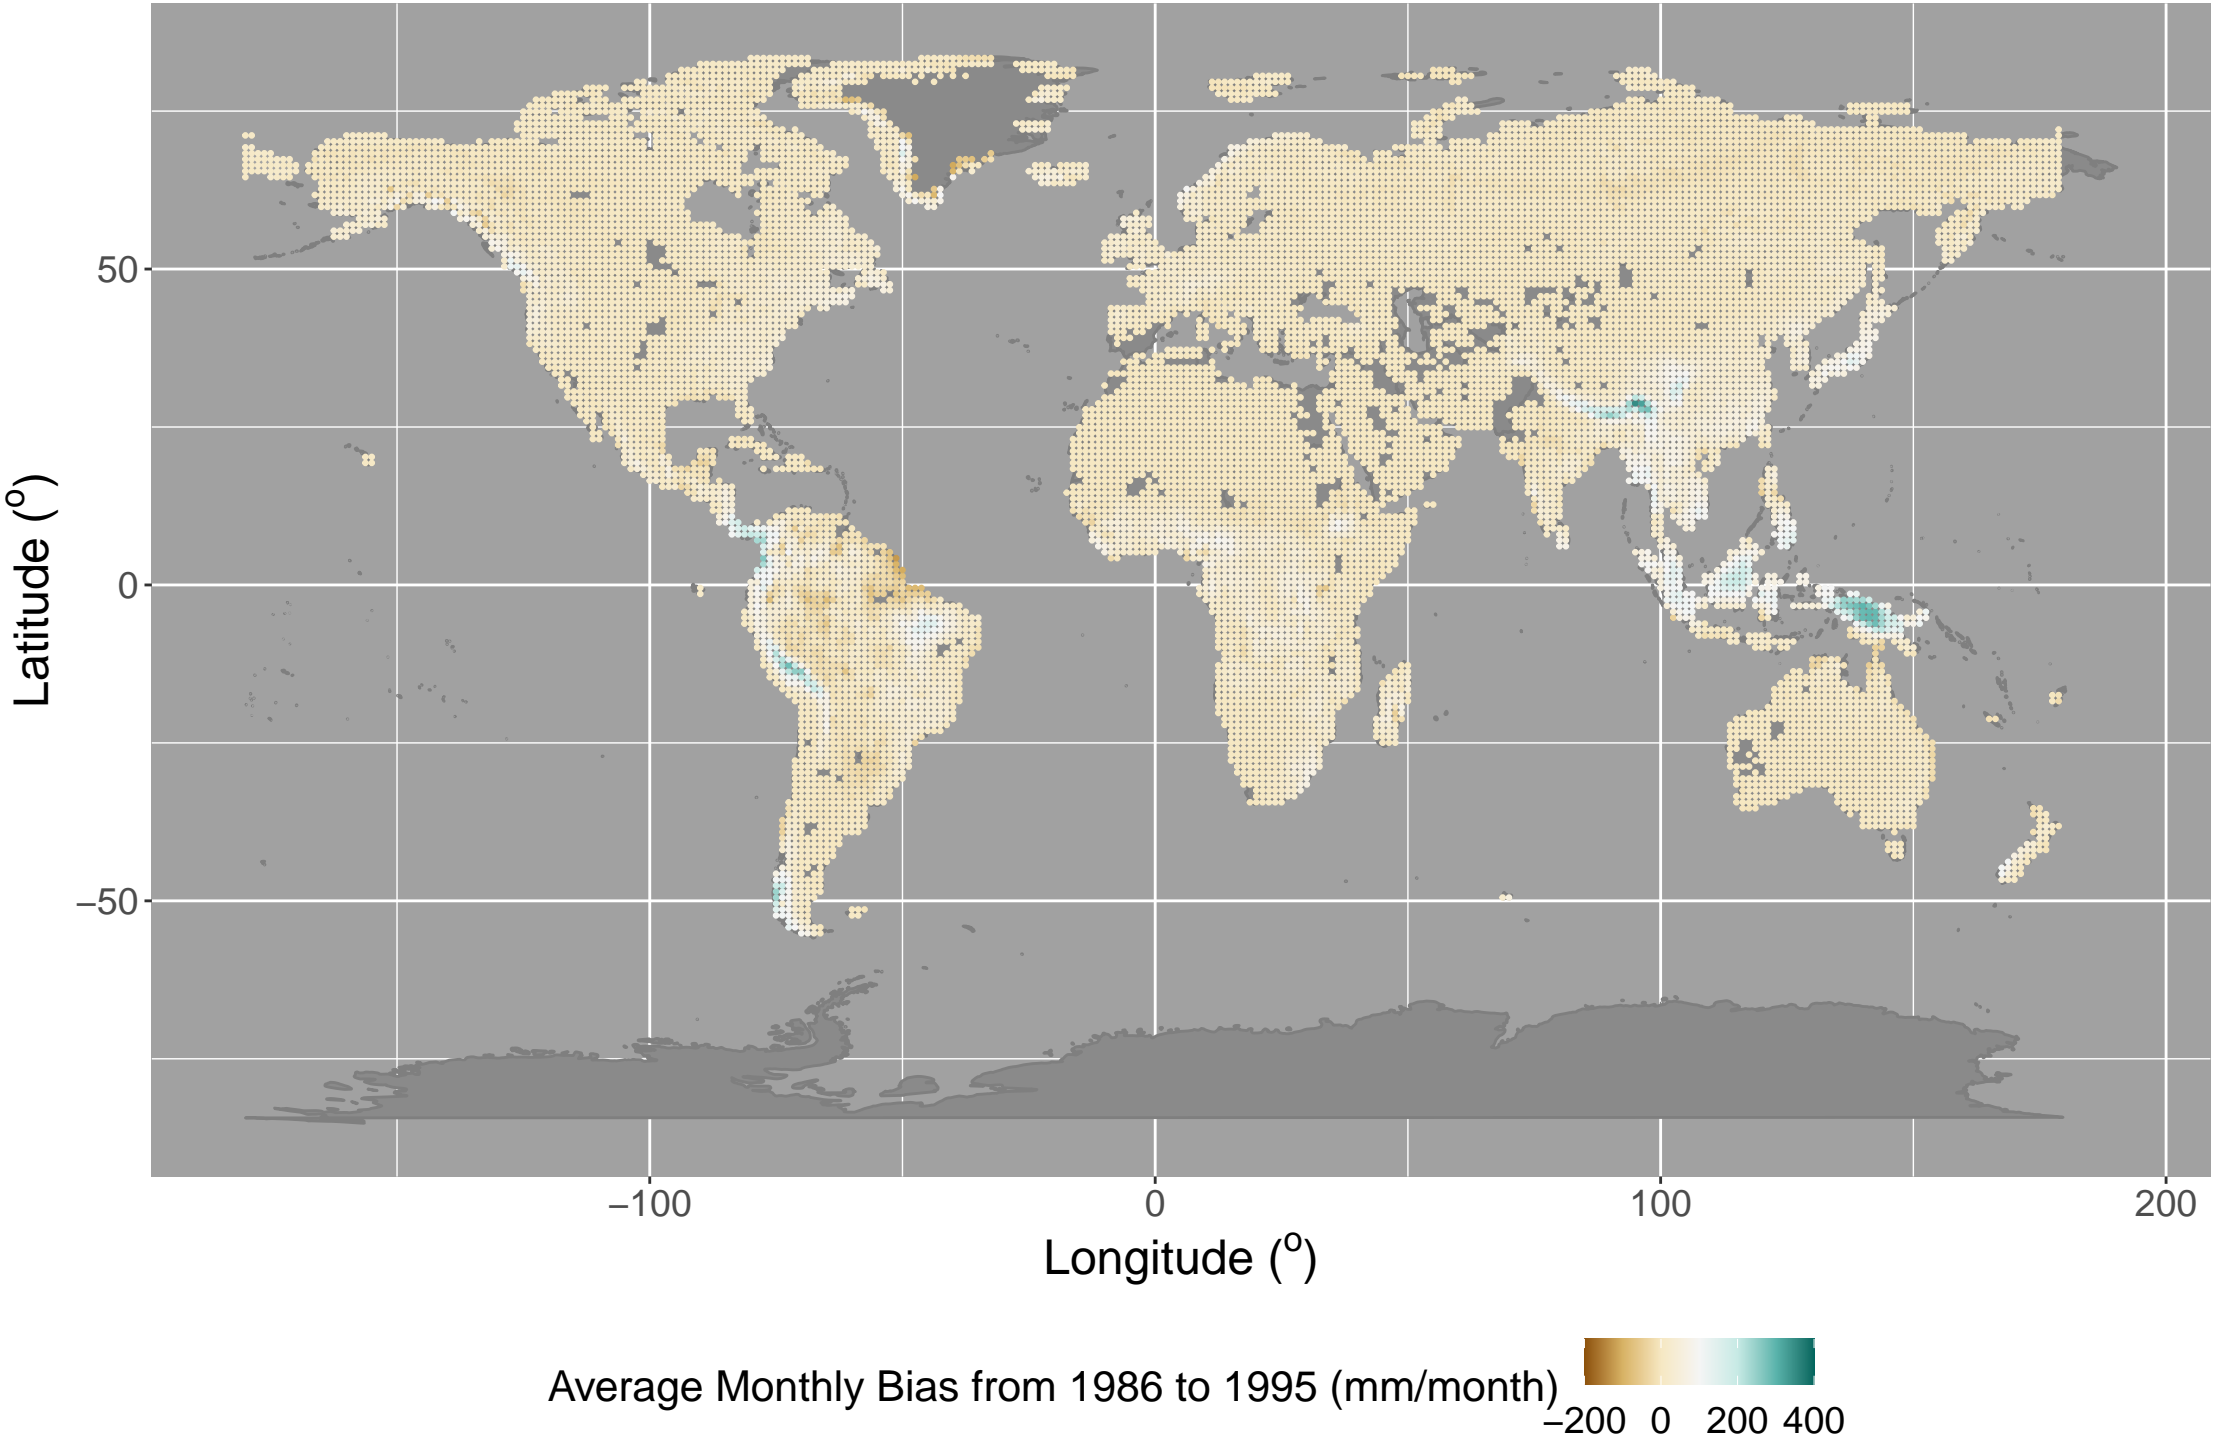 Latitude (o)
50
0
−50
−100 0 100 200
Longitude (o)
Average Monthly Bias from 1986 to 1995 (mm/month)
−200 0 200 400